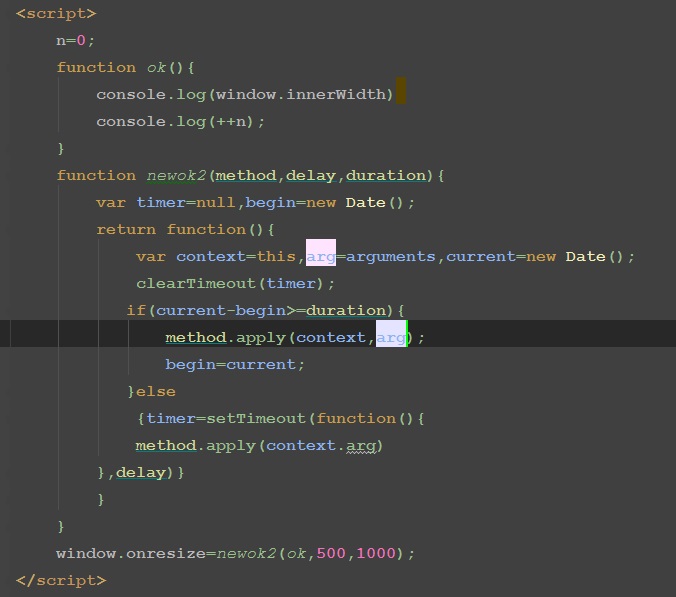 <script>
n=0;
function ok(){
console.log(window.innerWidth)
console.log(++n);
}
function newok2(method,delay,duration){
var timer=null,begin=new Date();
return function(){
var context=this,arg=arguments,current=new Date();
clearTimeout(timer);
if(current-begin>=duration){
method.apply(context,arg);
begin=current;
}else
{timer=setTimeout(function(){
method.apply(context.arg)
},delay)}
}
}
window.onresize=newok2(ok,500,1000);
</script>